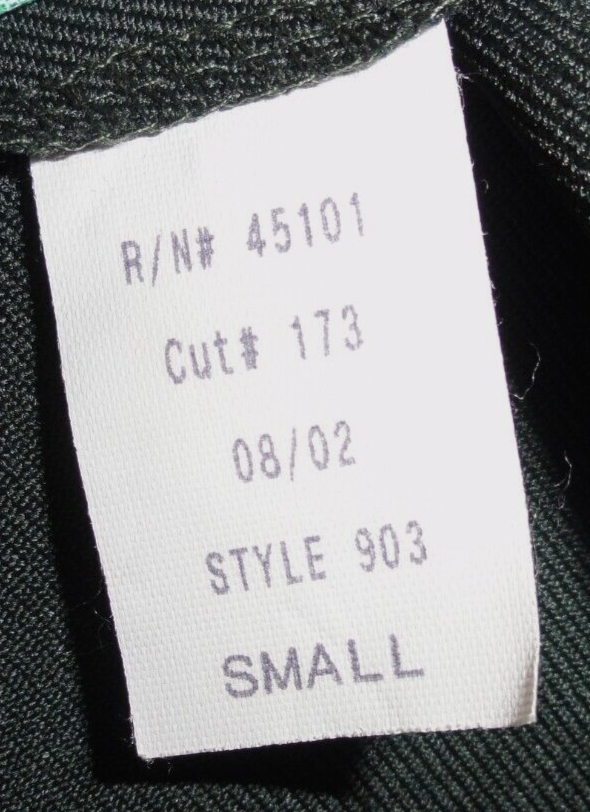 R/N# 45101
Cut# 173
08/02
STYLE 903
SMALL